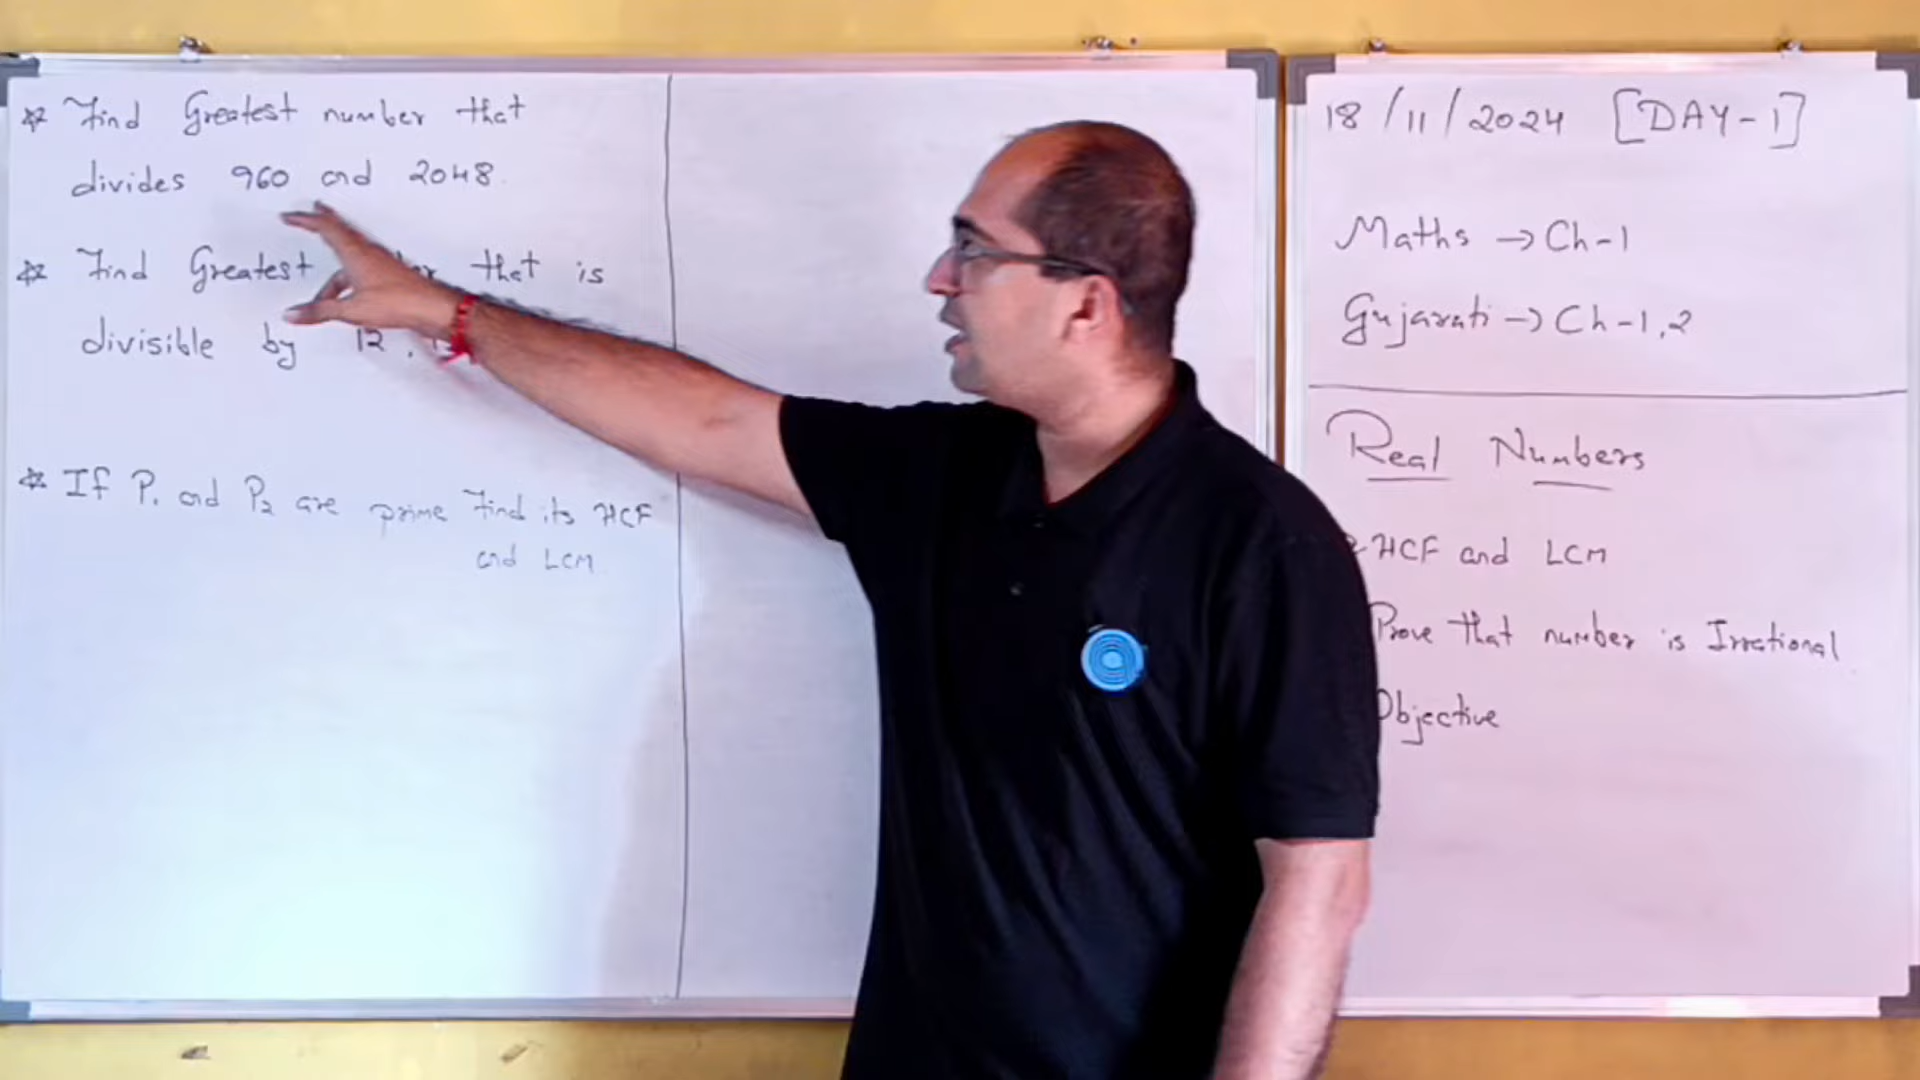 ☆ Find Greatest number that
divides 960 and 2048.
☆ Find Greatest that is
divisible by 12,
☆ If P₁ and P₂ are prime find its HCF
and LCM
18/11/2024 [DAY-1]
Maths → Ch-1
Gujarati → Ch-1,2
Real Numbers
HCF and LCM
Prove that number is Irrational
Objective